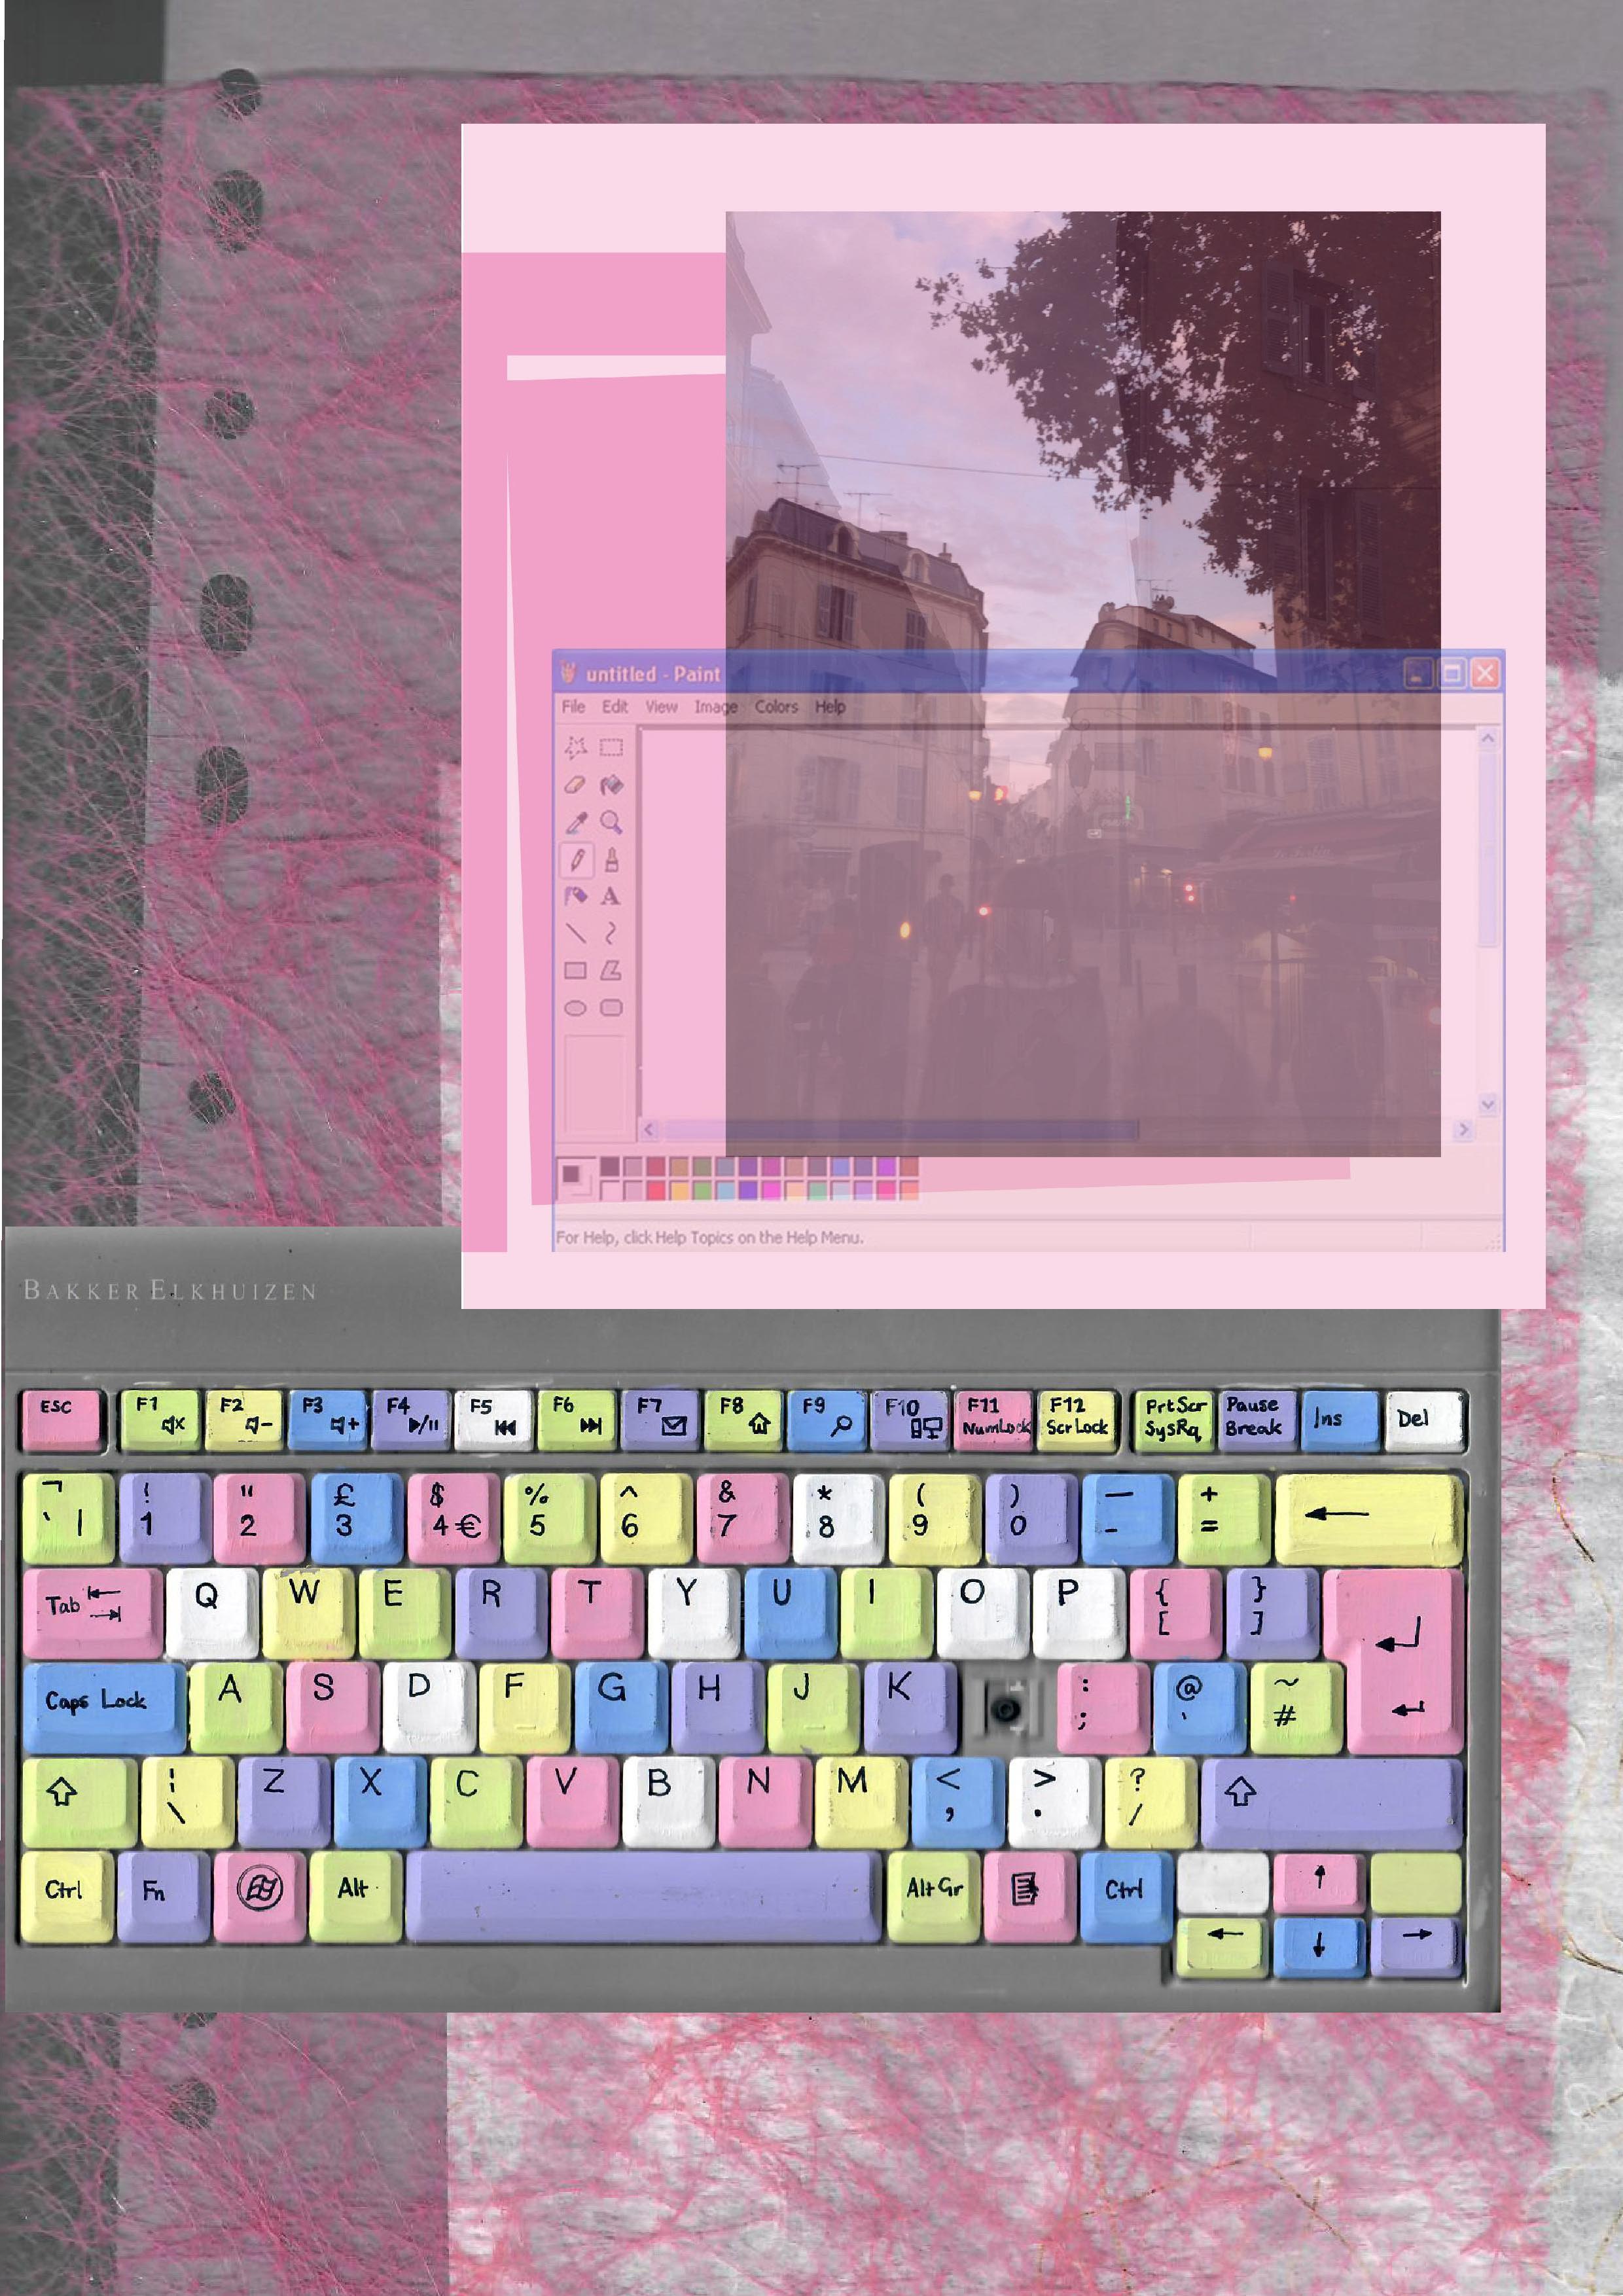 untitled - Paint
File Edit View Image Colors Help
A
For Help, click Help Topics on the Help Menu.
BAKKER ELKHUIZEN
ESC F1 F2 F3 F4 F5 F6 F7 F8 F9 F10 F11 F12 PrtScr Pause Ins Del
NumLock ScrLock SysRq Break
¬ ! " £ $ % ^ & * ( ) — +
` | 1 2 3 4 € 5 6 7 8 9 0 - =
Tab Q W E R T Y U I O P { }
[ ]
Caps Lock A S D F G H J K : @ ~
; ' #
¦ Z X C V B N M < > ?
\ , . /
Ctrl Fn Alt Alt Gr Ctrl